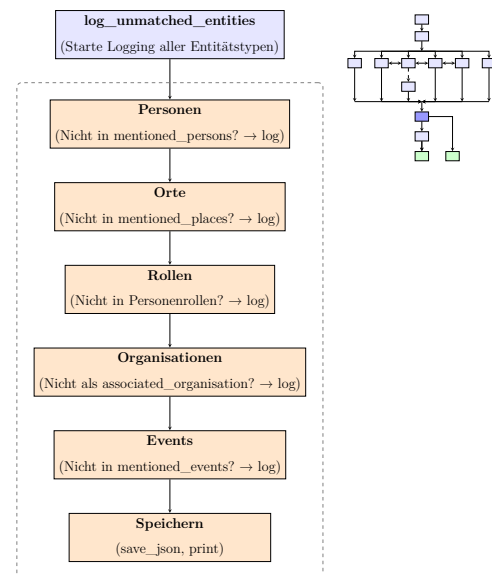 log_unmatched_entities
(Starte Logging aller Entitätstypen)
Personen
(Nicht in mentioned_persons? → log)
Orte
(Nicht in mentioned_places? → log)
Rollen
(Nicht in Personenrollen? → log)
Organisationen
(Nicht als associated_organisation? → log)
Events
(Nicht in mentioned_events? → log)
Speichern
(save_json, print)